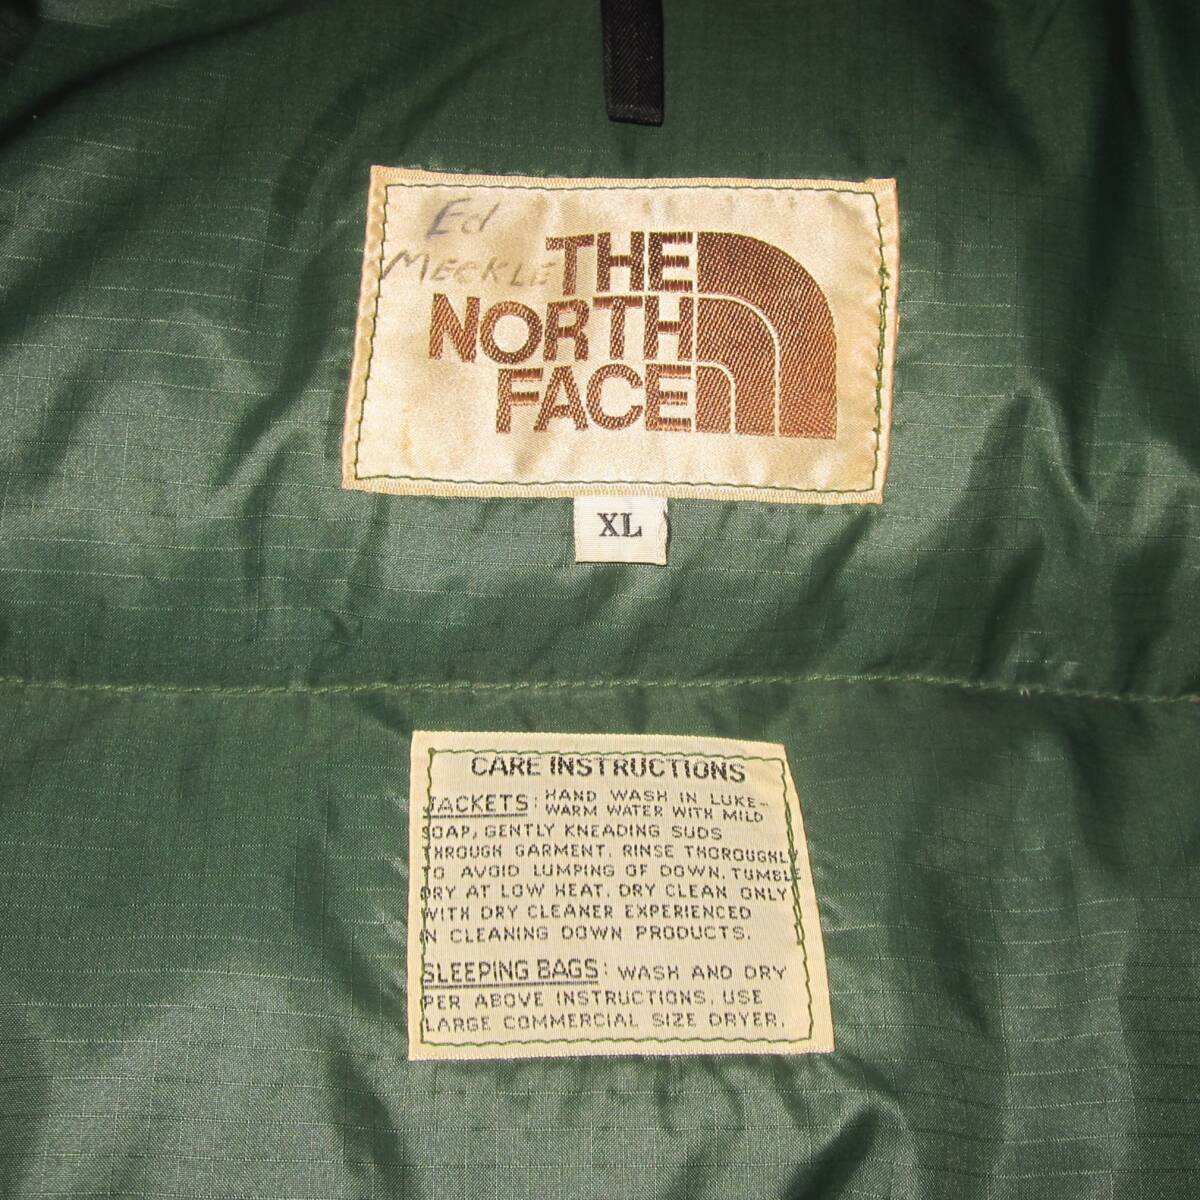 Ed
MECKLE
THE
NORTH
FACE
XL
CARE INSTRUCTIONS
JACKETS: HAND WASH IN LUKE-
WARM WATER WITH MILD
SOAP, GENTLY KNEADING SUDS
THROUGH GARMENT. RINSE THOROUGHLY
TO AVOID LUMPING OF DOWN. TUMBLE
DRY AT LOW HEAT. DRY CLEAN ONLY
WITH DRY CLEANER EXPERIENCED
IN CLEANING DOWN PRODUCTS.
SLEEPING BAGS: WASH AND DRY
PER ABOVE INSTRUCTIONS. USE
LARGE COMMERCIAL SIZE DRYER.